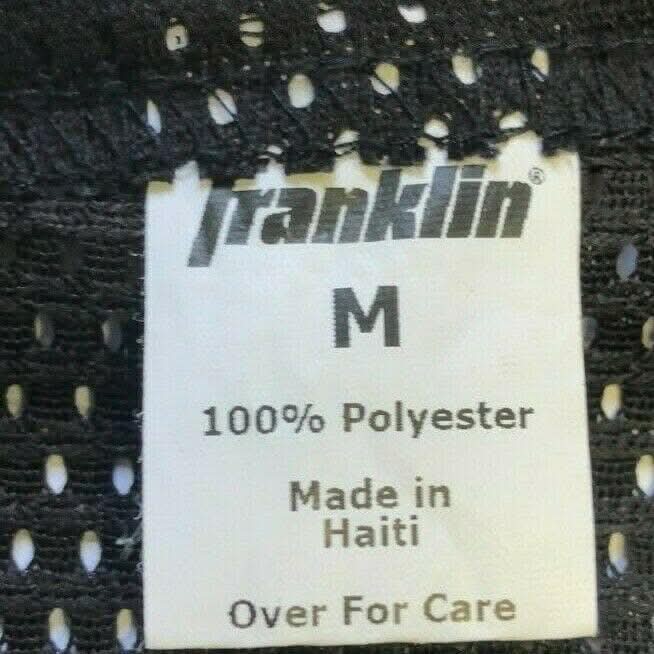 franklin®
M
100% Polyester
Made in
Haiti
Over For Care